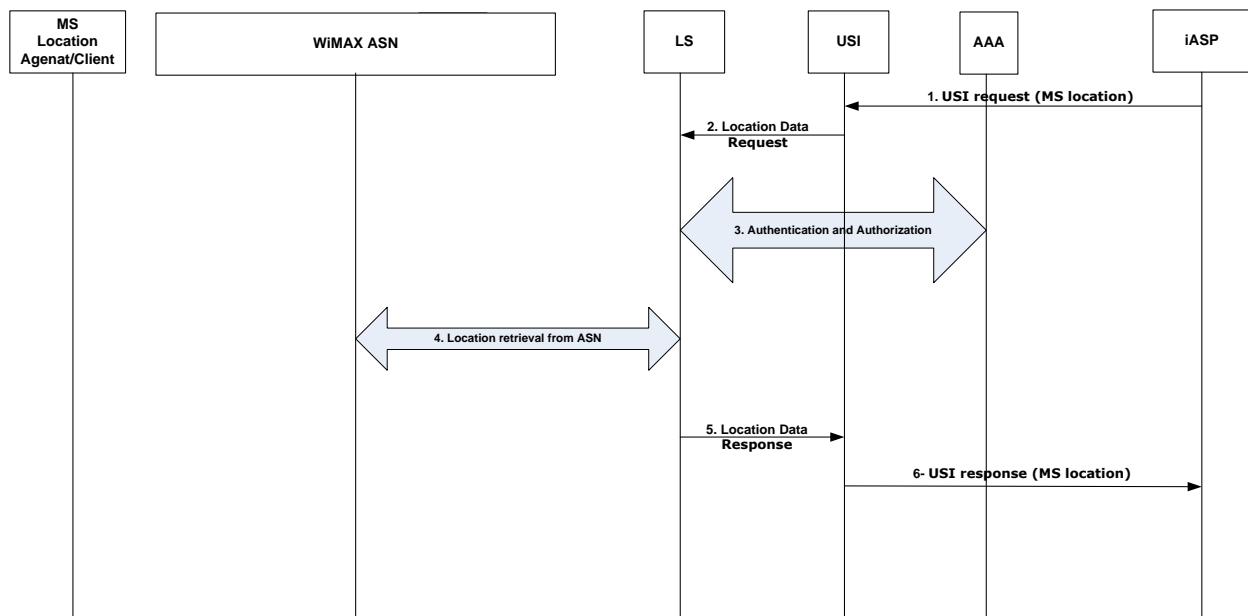 MS
Location
Agenat/Client
WiMAX ASN
LS
USI
AAA
iASP
1. USI request (MS location)
2. Location Data
Request
3. Authentication and Authorization
4. Location retrieval from ASN
5. Location Data
Response
6- USI response (MS location)